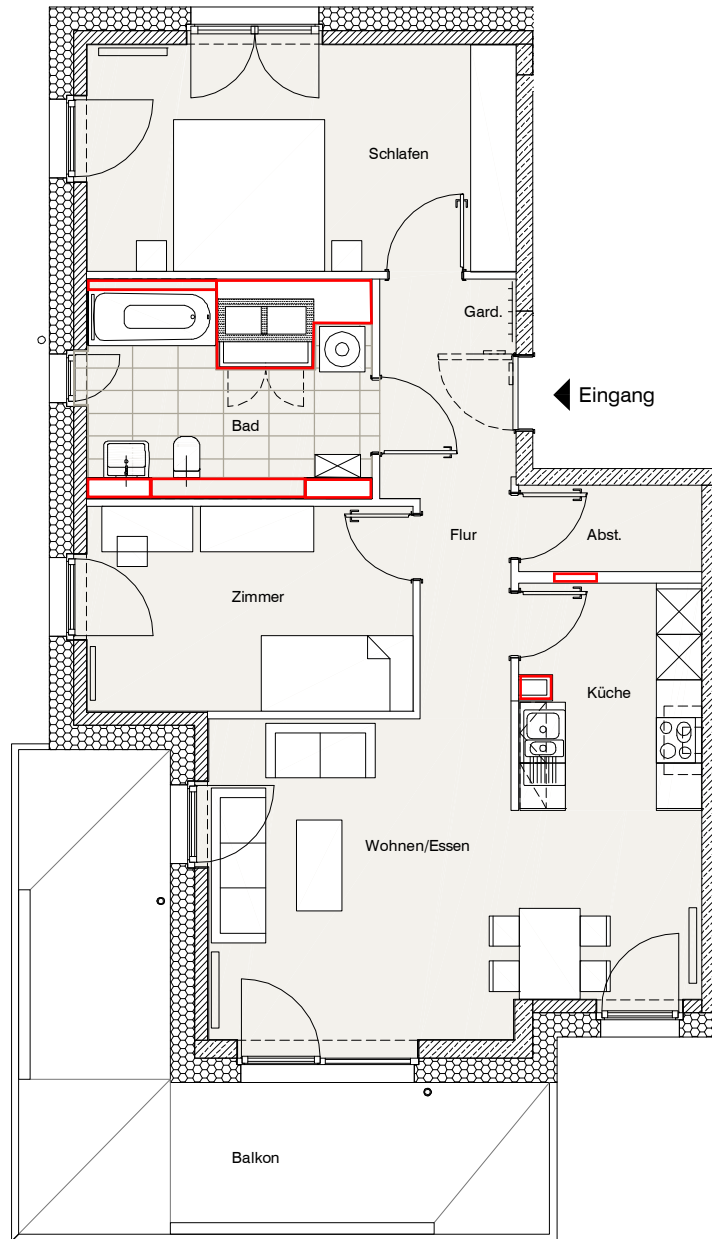 Schlafen
Gard.
Eingang
Bad
Flur
Abst.
Zimmer
Küche
Wohnen/Essen
Balkon